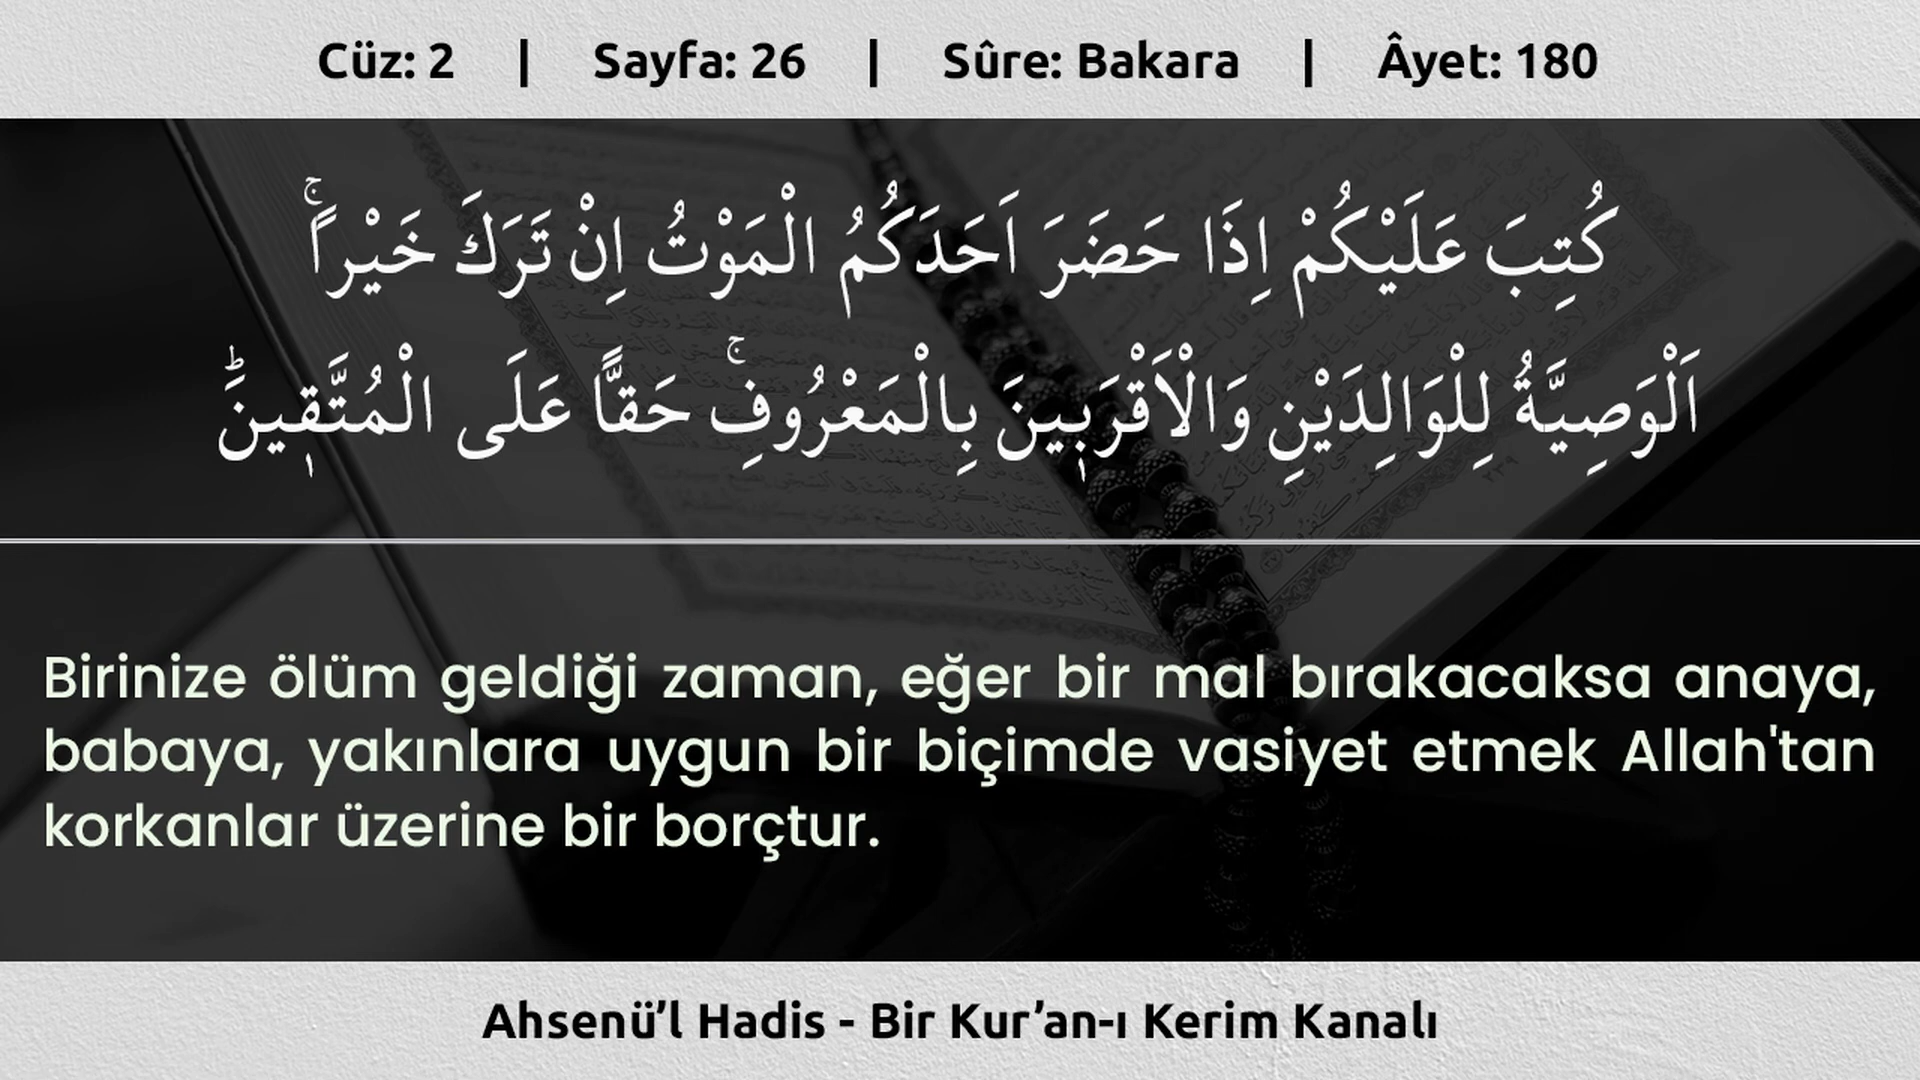 Cüz: 2 | Sayfa: 26 | Sûre: Bakara | Âyet: 180
كُتِبَ عَلَيْكُمْ اِذَا حَضَرَ اَحَدَكُمُ الْمَوْتُ اِنْ تَرَكَ خَيْراًۚ
اَلْوَصِيَّةُ لِلْوَالِدَيْنِ وَالْاَقْرَب۪ينَ بِالْمَعْرُوفِۚ حَقاًّ عَلَى الْمُتَّق۪ينَۜ
Birinize ölüm geldiği zaman, eğer bir mal bırakacaksa anaya,
babaya, yakınlara uygun bir biçimde vasiyet etmek Allah'tan
korkanlar üzerine bir borçtur.
Ahsenü’l Hadis - Bir Kur’an-ı Kerim Kanalı